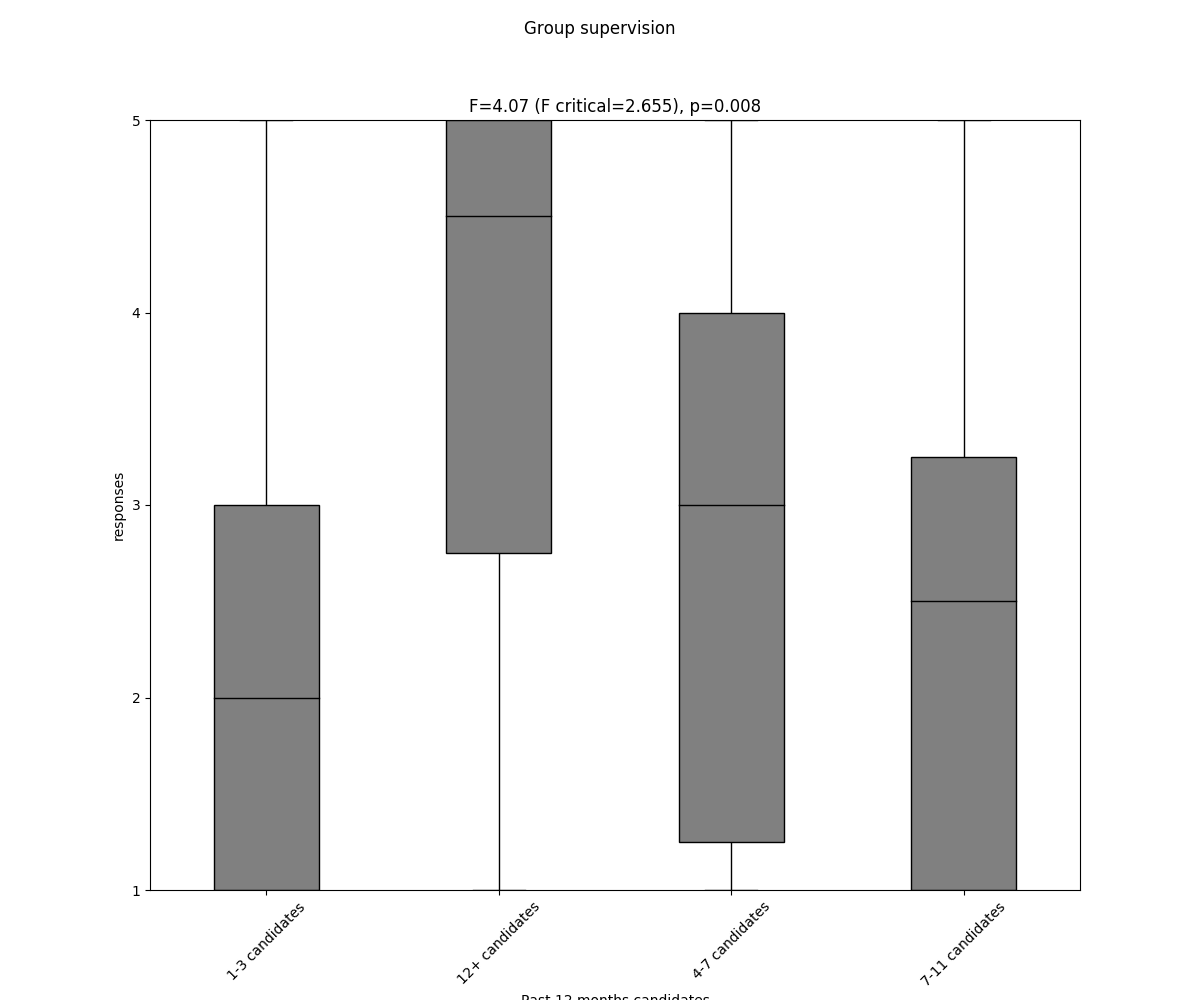 Group supervision
F=4.07 (F critical=2.655), p=0.008
5
4
3
2
1
responses
1-3 candidates
12+ candidates
4-7 candidates
7-11 candidates
Past 12 months candidates